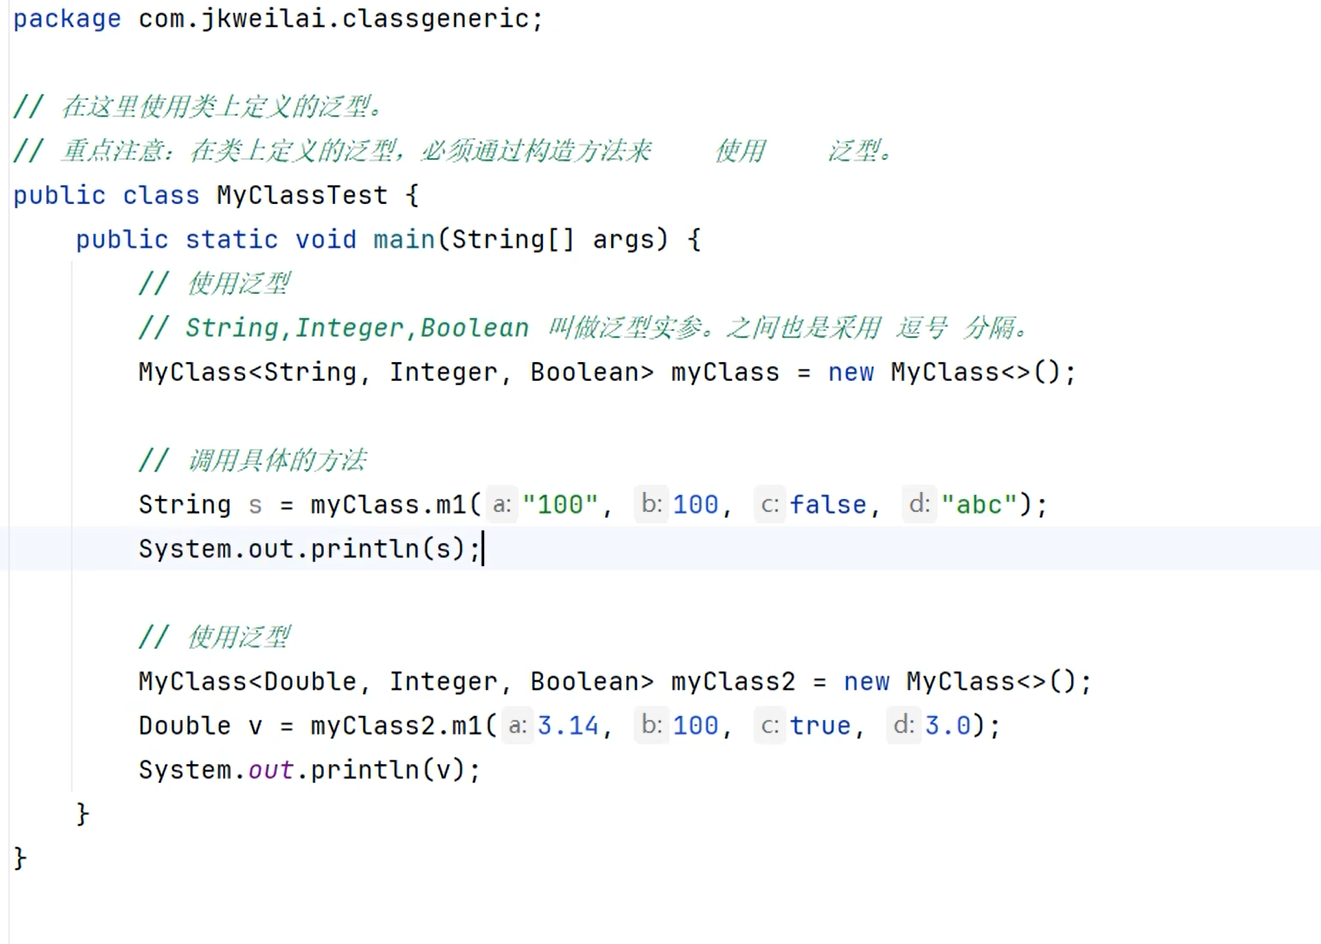 package com.jkweilai.classgeneric;
// 在这里使用类上定义的泛型。
// 重点注意：在类上定义的泛型，必须通过构造方法来 使用 泛型。
public class MyClassTest {
public static void main(String[] args) {
// 使用泛型
// String,Integer,Boolean 叫做泛型实参。之间也是采用 逗号 分隔。
MyClass<String, Integer, Boolean> myClass = new MyClass<>();
// 调用具体的方法
String s = myClass.m1( a: "100", b: 100, c: false, d: "abc");
System.out.println(s);
// 使用泛型
MyClass<Double, Integer, Boolean> myClass2 = new MyClass<>();
Double v = myClass2.m1( a: 3.14, b: 100, c: true, d: 3.0);
System.out.println(v);
}
}